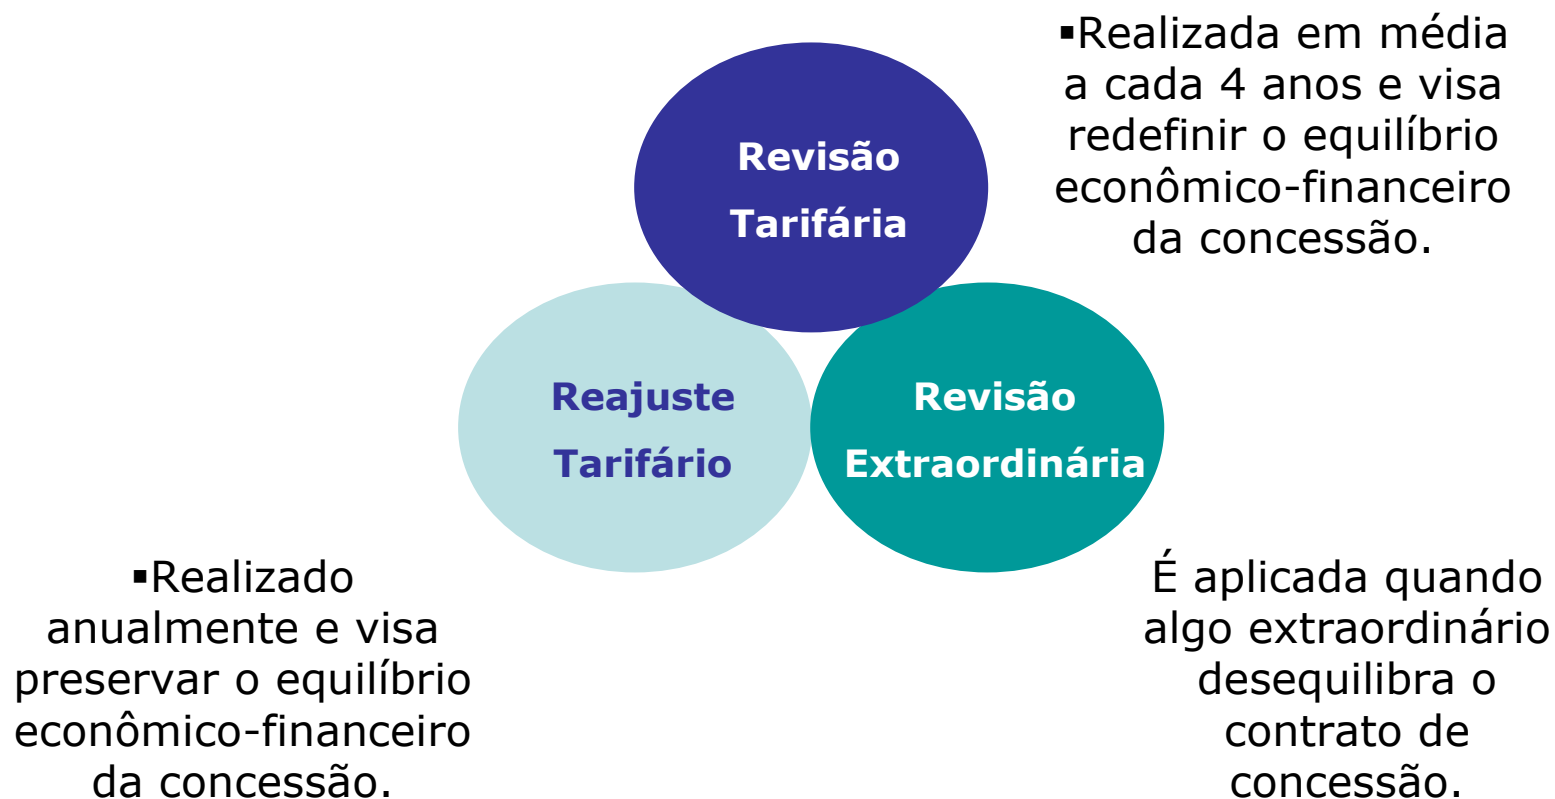 ▪Realizada em média
a cada 4 anos e visa
redefinir o equilíbrio
econômico-financeiro
da concessão.
Revisão
Tarifária
Reajuste
Tarifário
Revisão
Extraordinária
▪Realizado
anualmente e visa
preservar o equilíbrio
econômico-financeiro
da concessão.
É aplicada quando
algo extraordinário
desequilibra o
contrato de
concessão.